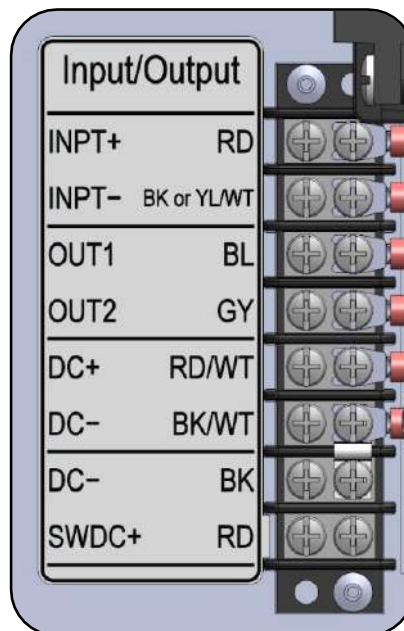 Input/Output
INPT+ RD
INPT− BK or YL/WT
OUT1 BL
OUT2 GY
DC+ RD/WT
DC− BK/WT
DC− BK
SWDC+ RD